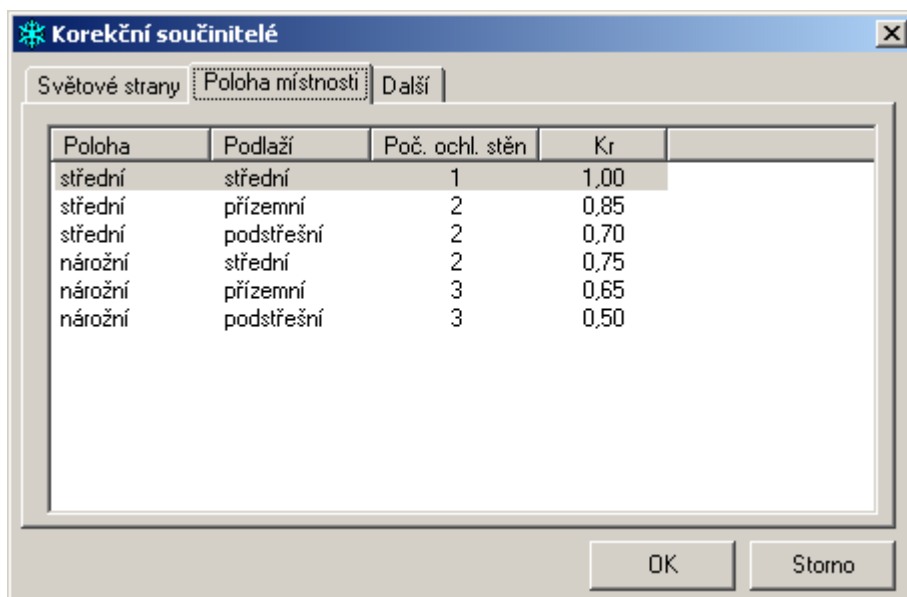 Korekční součinitelé
Světové strany Poloha místnosti Další
Poloha Podlaží Poč. ochl. stěn Kr
střední střední 1 1,00
střední přízemní 2 0,85
střední podstřešní 2 0,70
nárožní střední 2 0,75
nárožní přízemní 3 0,65
nárožní podstřešní 3 0,50
OK Storno